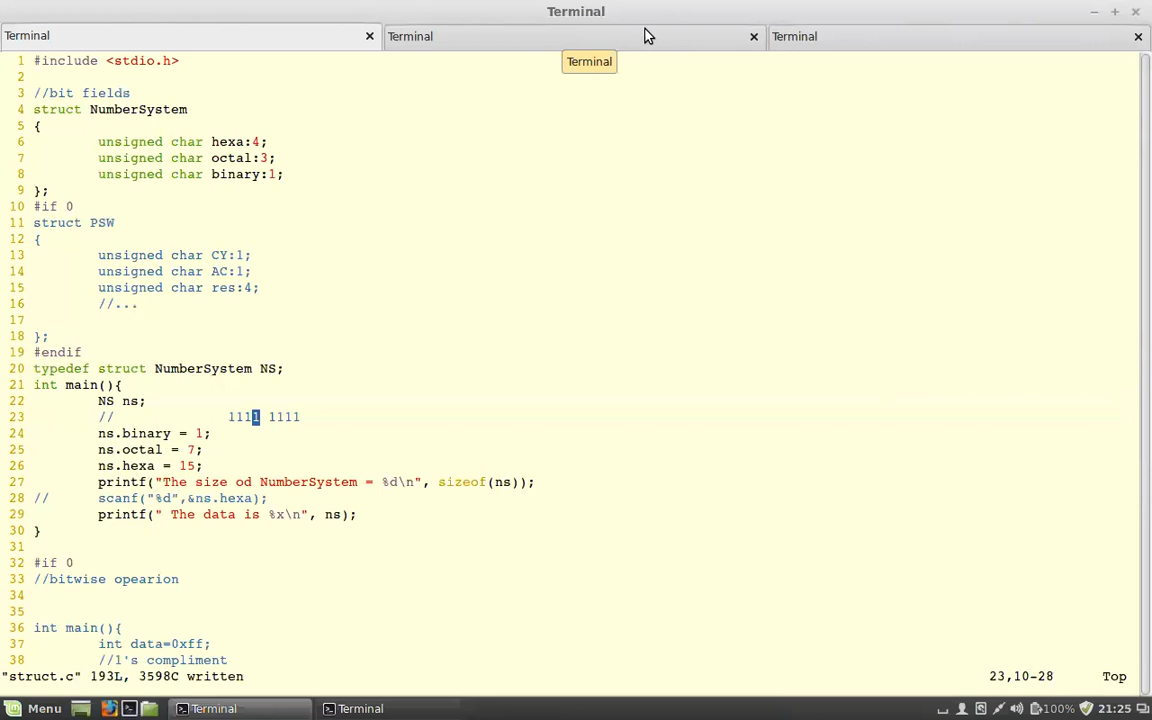 Terminal
Terminal Terminal Terminal
Terminal
1 #include <stdio.h>
2
3 //bit fields
4 struct NumberSystem
5 {
6 unsigned char hexa:4;
7 unsigned char octal:3;
8 unsigned char binary:1;
9 };
10 #if 0
11 struct PSW
12 {
13 unsigned char CY:1;
14 unsigned char AC:1;
15 unsigned char res:4;
16 //...
17
18 };
19 #endif
20 typedef struct NumberSystem NS;
21 int main(){
22 NS ns;
23 // 1111 1111
24 ns.binary = 1;
25 ns.octal = 7;
26 ns.hexa = 15;
27 printf("The size od NumberSystem = %d\n", sizeof(ns));
28 // scanf("%d",&ns.hexa);
29 printf(" The data is %x\n", ns);
30 }
31
32 #if 0
33 //bitwise opearion
34
35
36 int main(){
37 int data=0xff;
38 //1's compliment
"struct.c" 193L, 3598C written 23,10-28 Top
Menu Terminal Terminal 100% 21:25